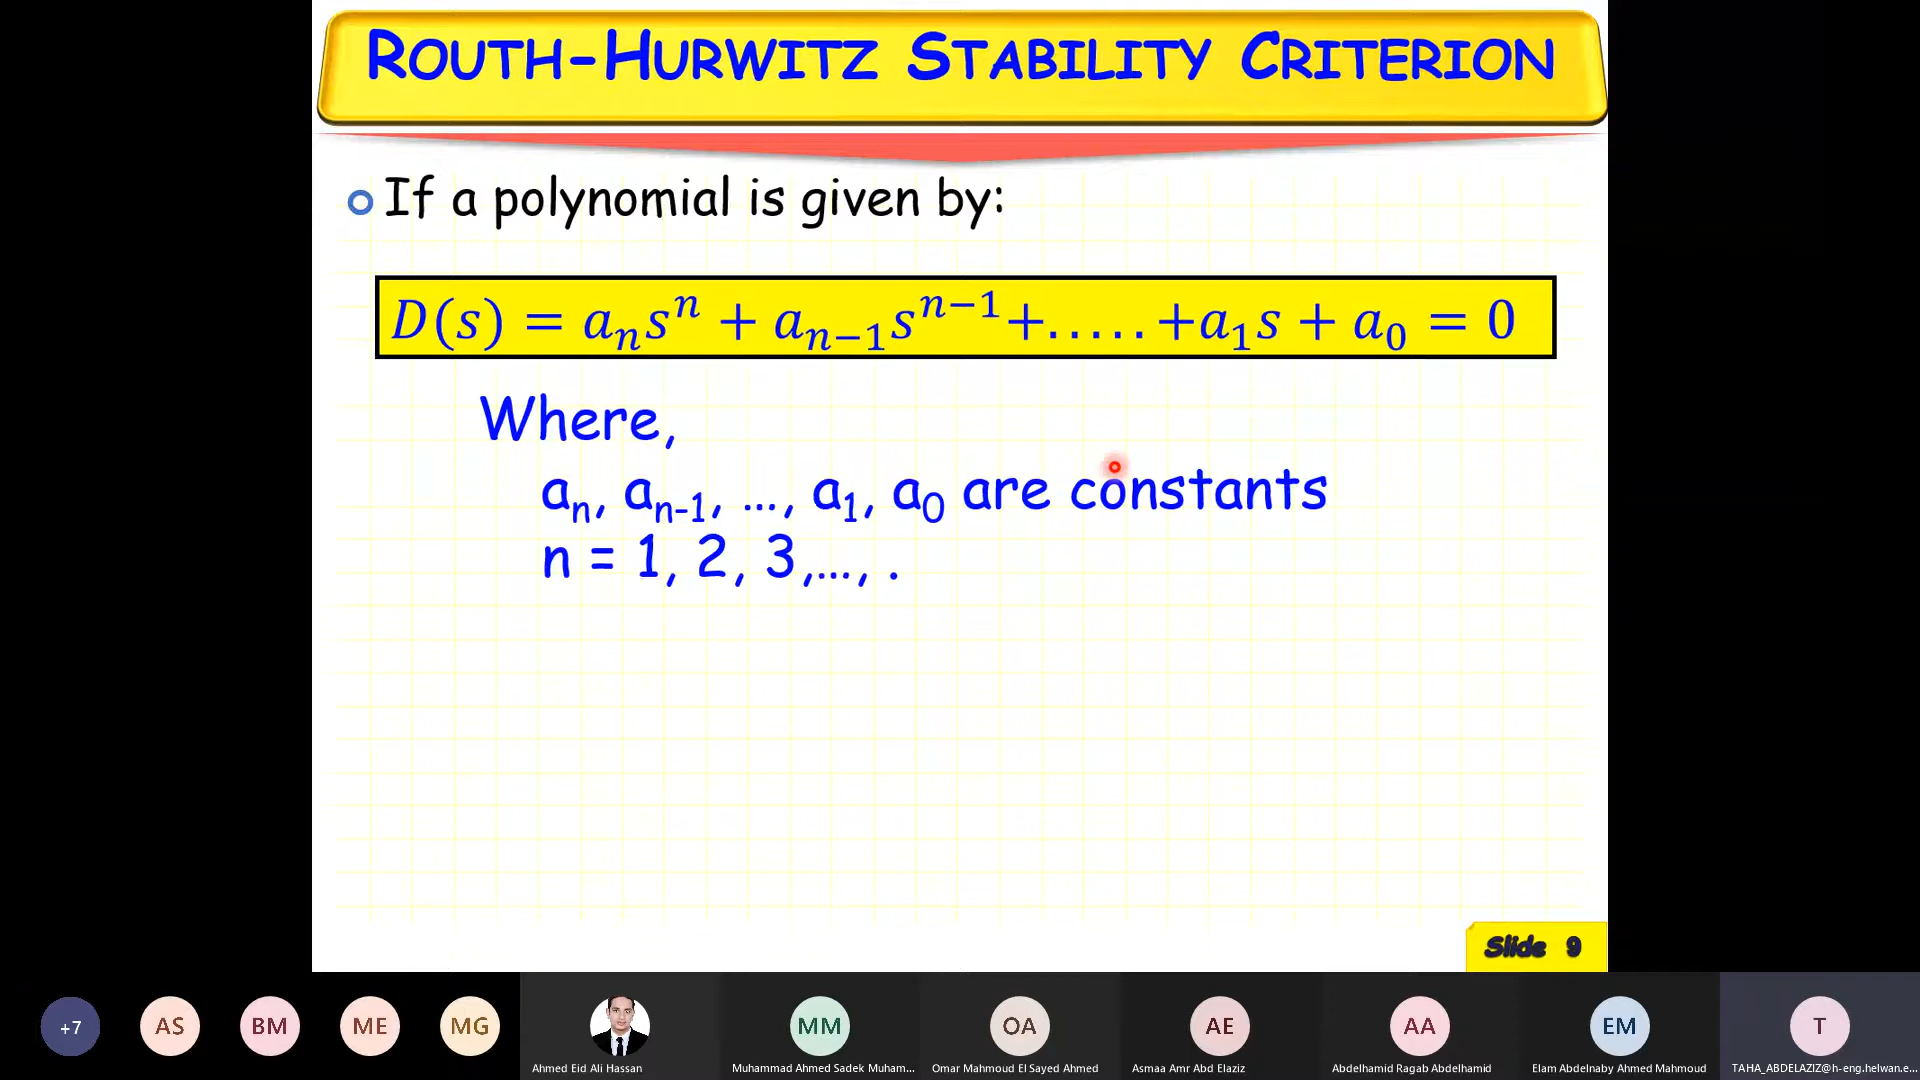 ROUTH-HURWITZ STABILITY CRITERION
If a polynomial is given by:
D(s) = aₙsⁿ + aₙ₋₁sⁿ⁻¹+.....+a₁s + a₀ = 0
Where,
aₙ, aₙ₋₁, ..., a₁, a₀ are constants
n = 1, 2, 3,..., .
Slide 9
+7
AS
BM
ME
MG
MM
OA
AE
AA
EM
T
Ahmed Eid Ali Hassan
Muhammad Ahmed Sadek Muham...
Omar Mahmoud El Sayed Ahmed
Asmaa Amr Abd Elaziz
Abdelhamid Ragab Abdelhamid
Elam Abdelnaby Ahmed Mahmoud
TAHA_ABDELAZIZ@h-eng.helwan.e...